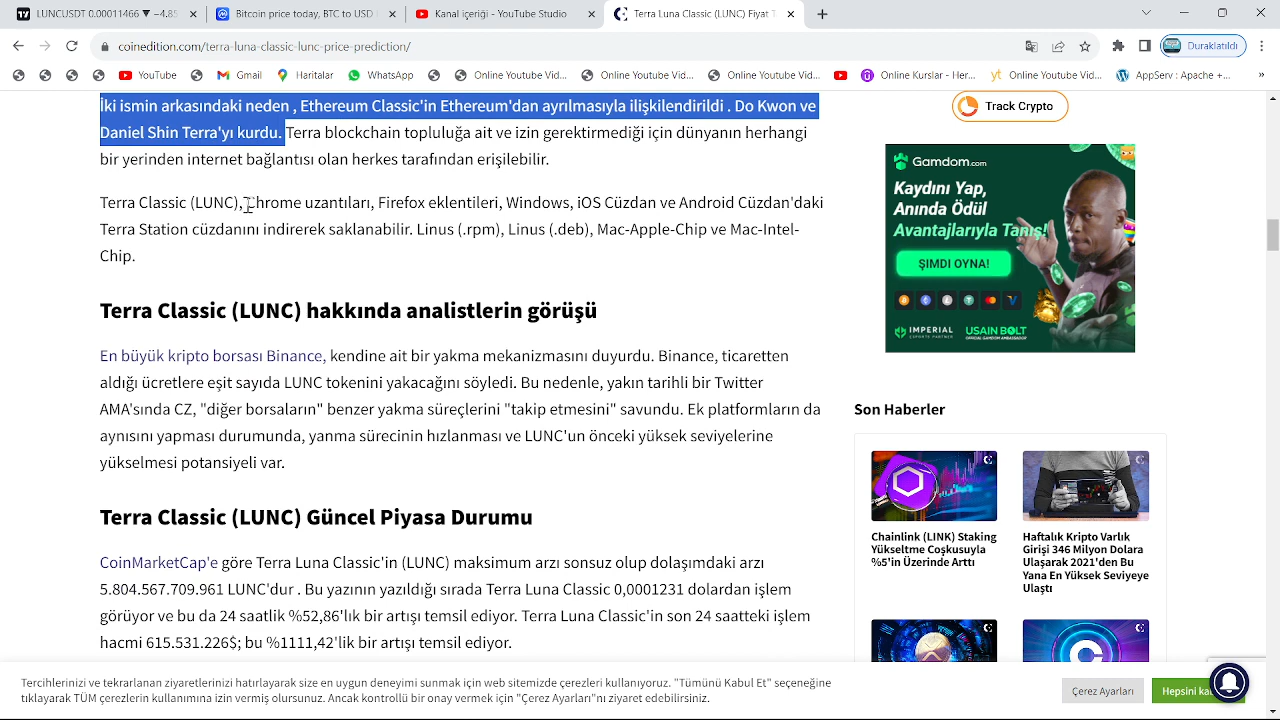 LUNCUSDT 0.00011466 ▼ −4.85
Bitcoin price today, BTC to USD
Kanal İçeriği - YouTube Studio
Terra Luna Classic (LUNC) Fiyat T
coinedition.com/terra-luna-classic-lunc-price-prediction/
Duraklatıldı
YouTube
Gmail
Haritalar
WhatsApp
Online Youtube Vid...
Online Youtube Vid...
Online Kurslar - Her...
Online Youtube Vid...
AppServ : Apache +...
İki ismin arkasındaki neden , Ethereum Classic'in Ethereum'dan ayrılmasıyla ilişkilendirildi . Do Kwon ve
Daniel Shin Terra'yı kurdu. Terra blockchain topluluğa ait ve izin gerektirmediği için dünyanın herhangi
bir yerinden internet bağlantısı olan herkes tarafından erişilebilir.
Terra Classic (LUNC), Chrome uzantıları, Firefox eklentileri, Windows, iOS Cüzdan ve Android Cüzdan'daki
Terra Station cüzdanının altında saklanabilir. Linus (.rpm), Linus (.deb), Mac-Apple-Chip ve Mac-Intel-
Chip.
Terra Classic (LUNC) hakkında analistlerin görüşü
En büyük kripto borsası Binance, kendine ait bir yakma mekanizmasını duyurdu. Binance, ticaretten
aldığı ücretlere eşit sayıda LUNC tokenini yakacağını söyledi. Bu nedenle, yakın tarihli bir Twitter
AMA'sında CZ, "diğer borsaların" benzer yakma süreçlerini "takip etmesini" savundu. Ek platformların da
aynısını yapması durumunda, yanma sürecinin hızlanması ve LUNC'un önceki yüksek seviyelerine
yükselmesi potansiyeli var.
Terra Classic (LUNC) Güncel Piyasa Durumu
CoinMarketCap'e göre Terra Luna Classic'in (LUNC) maksimum arzı sonsuz olup dolaşımdaki arzı
5.804.567.709.961 LUNC'dur . Bu yazının yazıldığı sırada Terra Luna Classic 0,0001231 dolardan işlem
görüyor ve bu da 24 saatlik %52,86'lık bir artışı temsil ediyor. Terra Luna Classic'in son 24 saatteki işlem
hacmi 615.331.226$; bu %1111,42'lik bir artışı temsil ediyor.
Track Crypto
Gamdom.com
Kaydını Yap,
Anında Ödül
Avantajlarıyla Tanış!
ŞIMDI OYNA!
IMPERIAL
ESPORTS PARTNER
USAIN BOLT
OFFICIAL GAMDOM AMBASSADOR
Son Haberler
Chainlink (LINK) Staking
Yükseltme Coşkusuyla
%5'in Üzerinde Arttı
Haftalık Kripto Varlık
Girişi 346 Milyon Dolara
Ulaşarak 2021'den Bu
Yana En Yüksek Seviyeye
Ulaştı
Tercihlerinizi ve tekrarlanan ziyaretlerinizi hatırlayarak size en uygun deneyimi sunmak için web sitemizde çerezleri kullanıyoruz. "Tümünü Kabul Et" seçeneğine
tıklayarak TÜM çerezlerin kullanımına izin vermiş olursunuz. Ancak kontrollü bir onay sağlamak için "Çerez Ayarları"nı ziyaret edebilirsiniz.
Çerez Ayarları
Hepsini